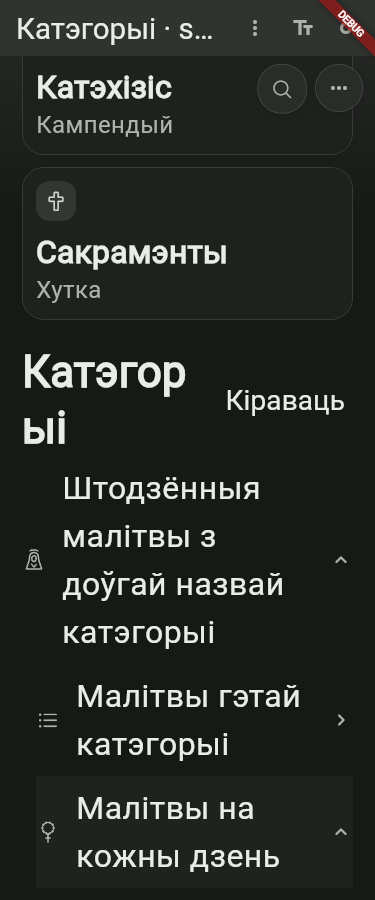 Катэгорыі · s...
DEBUG
Катэхізіс
Кампендый
Сакрамэнты
Хутка
Катэгор
ыі
Кіраваць
Штодзённыя
малітвы з
доўгай назвай
катэгорыі
Малітвы гэтай
катэгорыі
Малітвы на
кожны дзень